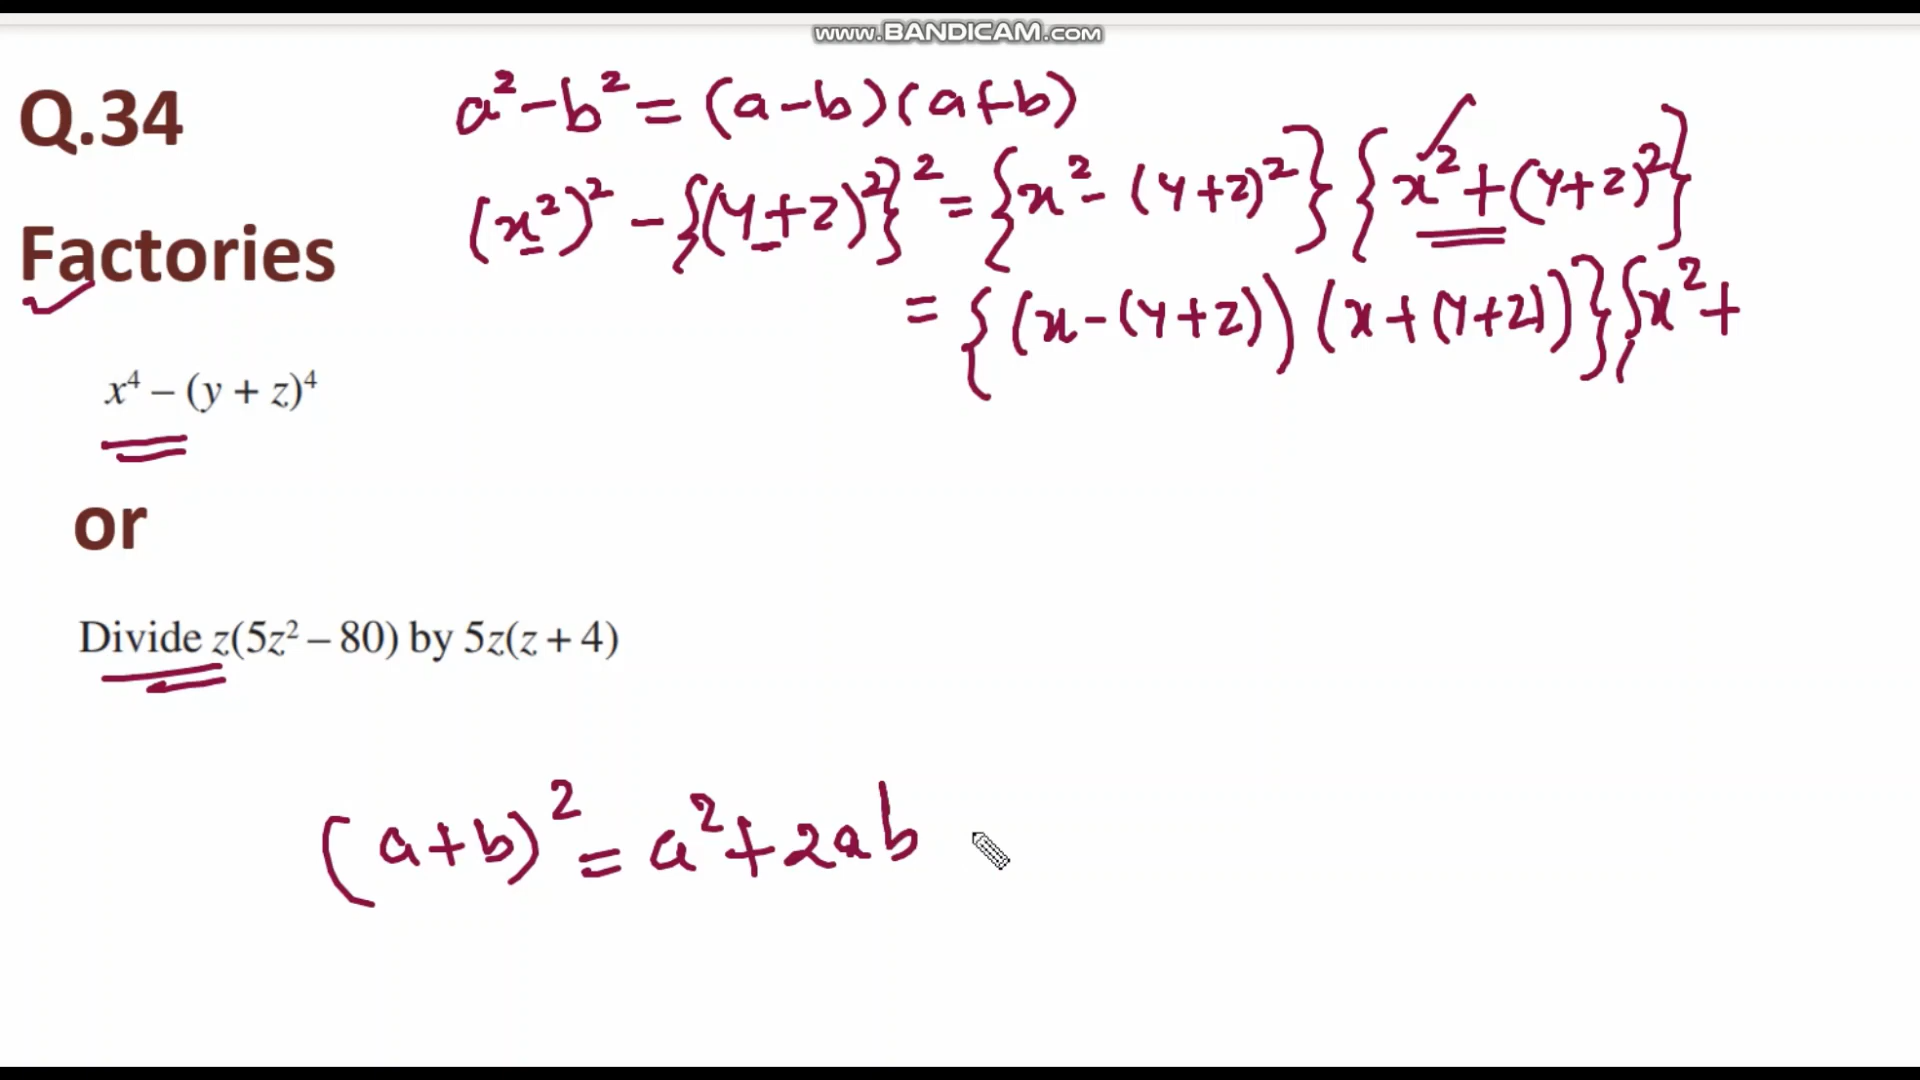 www.BANDICAM.com
Q.34
a² - b² = (a-b)(a+b)
(x²)² - {(y+z)²}² = {x² - (y+z)²} {x² + (y+z)²}
Factories
= {(x-(y+z)) (x+(y+z))} {x² +
x⁴ – (y + z)⁴
or
Divide z(5z² – 80) by 5z(z + 4)
(a+b)² = a² + 2ab